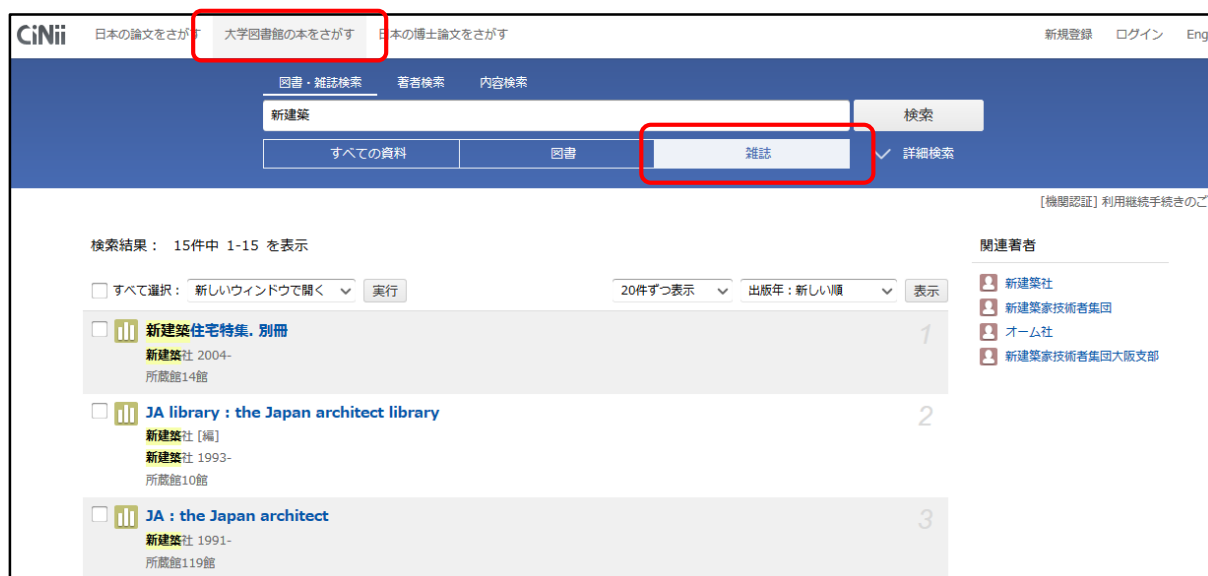 CiNii 日本の論文をさがす 大学図書館の本をさがす 日本の博士論文をさがす 新規登録 ログイン Eng
図書・雑誌検索 著者検索 内容検索
新建築 検索
すべての資料 図書 雑誌 詳細検索
[機関認証] 利用継続手続きのご
検索結果： 15件中 1-15 を表示 関連著者
すべて選択： 新しいウィンドウで開く 実行 20件ずつ表示 出版年：新しい順 表示
新建築社
新建築家技術者集団
オーム社
新建築家技術者集団大阪支部
新建築住宅特集. 別冊 1
新建築社 2004-
所蔵館14館
JA library : the Japan architect library 2
新建築社 [編]
新建築社 1993-
所蔵館10館
JA : the Japan architect 3
新建築社 1991-
所蔵館119館